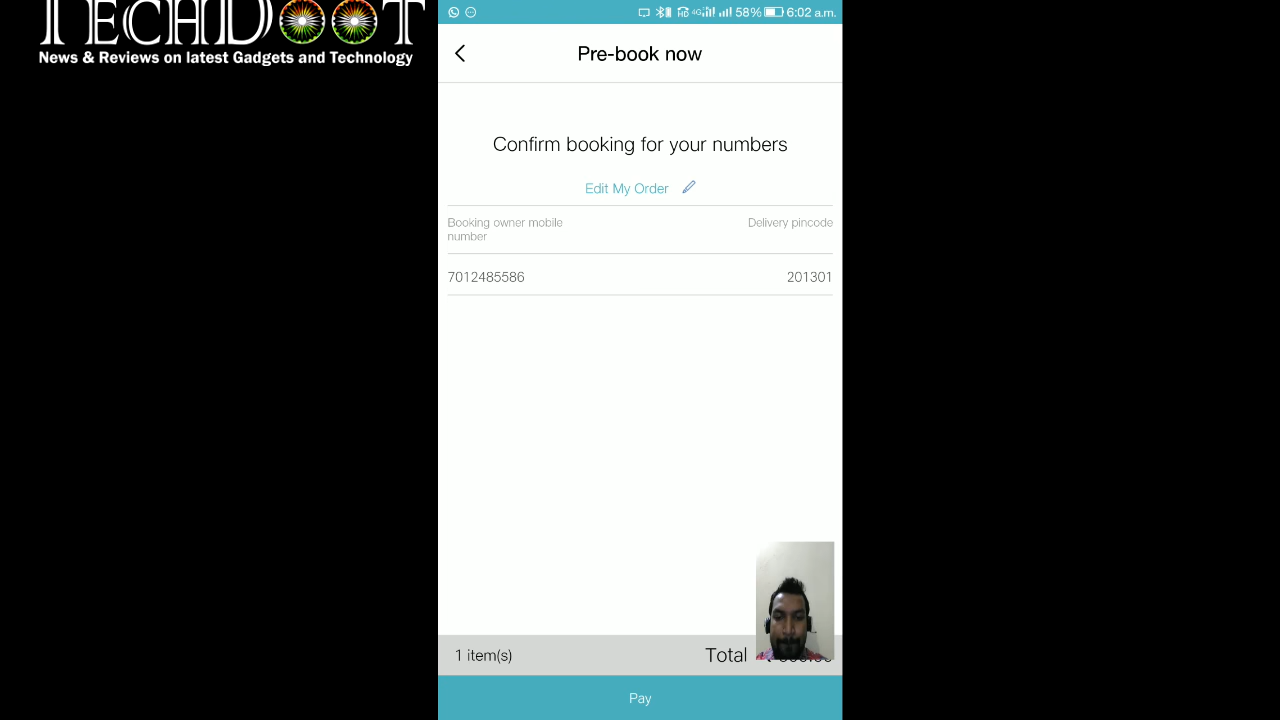 TECHDOOT
News & Reviews on latest Gadgets and Technology
58% 6:02 a.m.
Pre-book now
Confirm booking for your numbers
Edit My Order
Booking owner mobile number
Delivery pincode
7012485586
201301
1 item(s)
Total
Pay